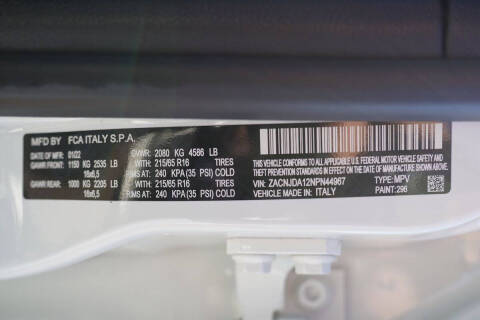 MFD BY FCA ITALY S.P.A.
DATE OF MFR: 01/22 GVWR: 2080 KG 4586 LB
GAWR FRONT: 1150 KG 2535 LB WITH: 215/65 R16 TIRES
16x6,5 RIMS AT: 240 KPA(35 PSI) COLD
GAWR REAR: 1000 KG 2205 LB WITH: 215/65 R16 TIRES
16x6,5 RIMS AT: 240 KPA(35 PSI) COLD
THIS VEHICLE CONFORMS TO ALL APPLICABLE U.S. FEDERAL MOTOR VEHICLE SAFETY AND
THEFT PREVENTION STANDARDS IN EFFECT ON THE DATE OF MANUFACTURE SHOWN ABOVE.
VIN: ZACNJDA12NPN44967 TYPE: MPV
VEHICLE MADE IN: ITALY PAINT: 296